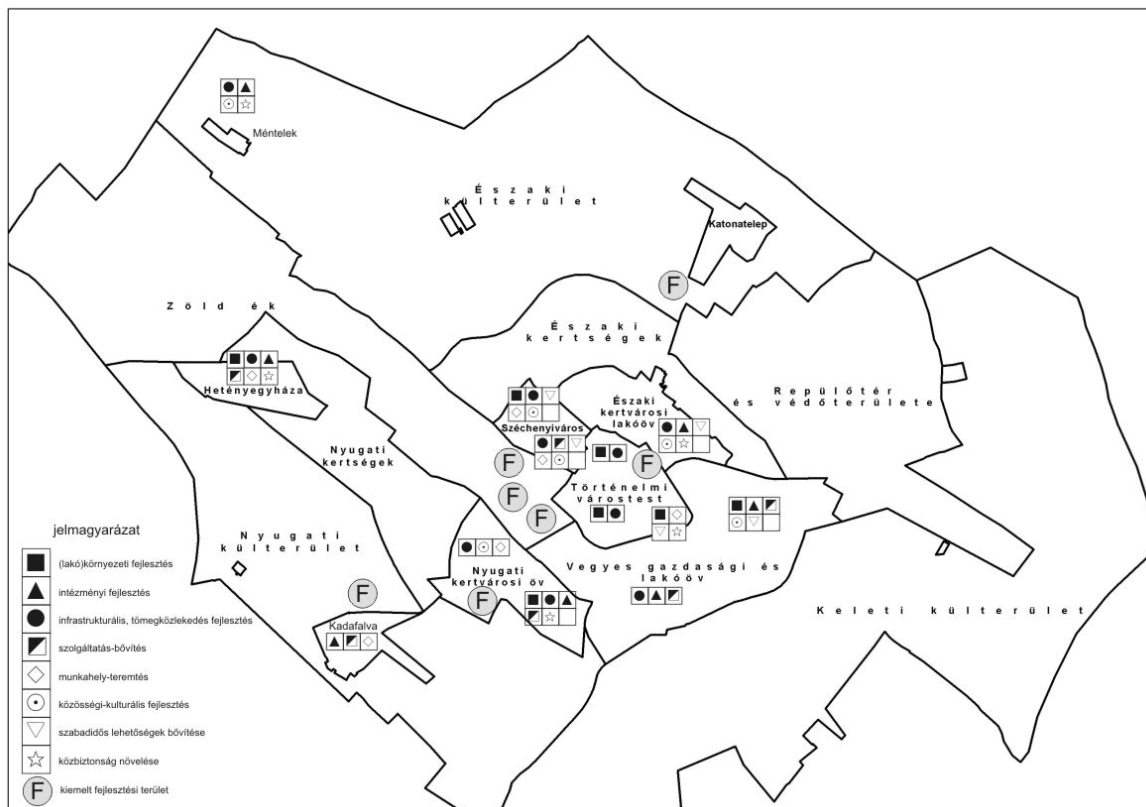 Méntelek
Északi
külterület
Katonatelep
F
Zöld ék
Északi
kertségek
Hetényegyháza
Repülőtér
és védőterülete
Északi
kertvárosi
lakóöv
Széchenyiváros
Nyugati
kertségek
F
F
Történelmi
várostest
F
F
jelmagyarázat
Nyugati
külterület
Nyugati
kertvárosi öv
Vegyes gazdasági és
lakóöv
F
F
Keleti külterület
Kadafalva
(lakó)környezeti fejlesztés
intézményi fejlesztés
infrastrukturális, tömegközlekedés fejlesztés
szolgáltatás-bővítés
munkahely-teremtés
közösségi-kulturális fejlesztés
szabadidős lehetőségek bővítése
közbiztonság növelése
F kiemelt fejlesztési terület